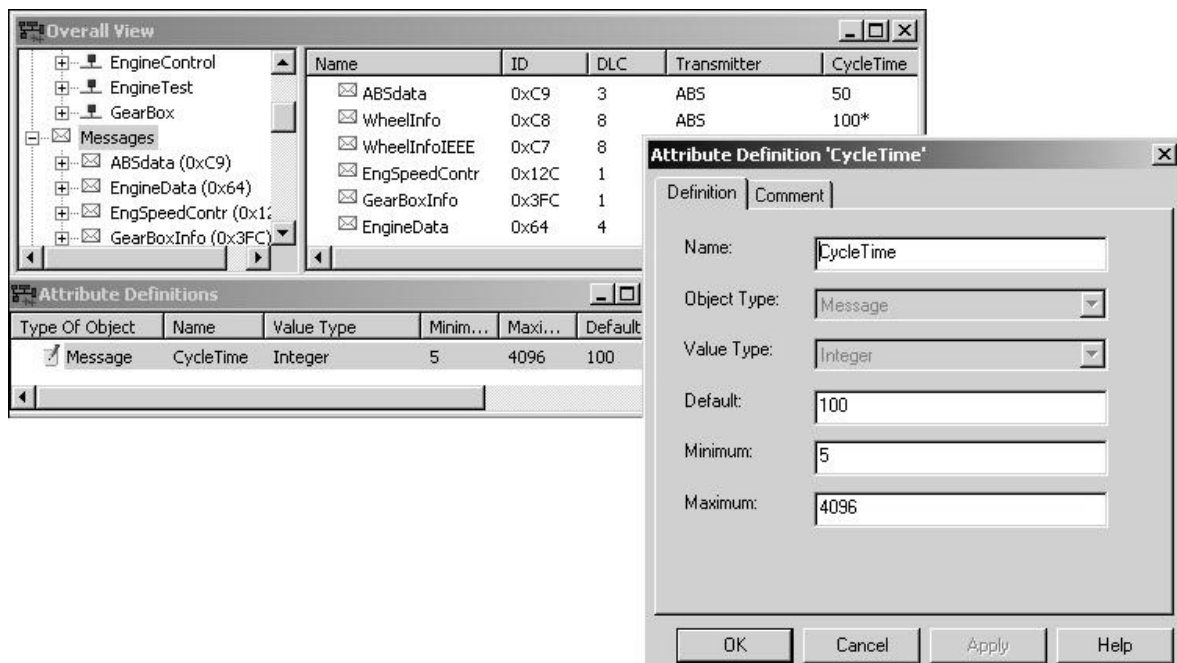 Overall View
EngineControl
EngineTest
GearBox
Messages
ABSdata (0xC9)
EngineData (0x64)
EngSpeedContr (0x12
GearBoxInfo (0x3FC)
Name ID DLC Transmitter CycleTime
ABSdata 0xC9 3 ABS 50
WheelInfo 0xC8 8 ABS 100*
WheelInfoIEEE 0xC7 8
EngSpeedContr 0x12C 1
GearBoxInfo 0x3FC 1
EngineData 0x64 4
Attribute Definitions
Type Of Object Name Value Type Minim... Maxi... Default
Message CycleTime Integer 5 4096 100
Attribute Definition 'CycleTime'
Definition Comment
Name: CycleTime
Object Type: Message
Value Type: Integer
Default: 100
Minimum: 5
Maximum: 4096
OK Cancel Apply Help